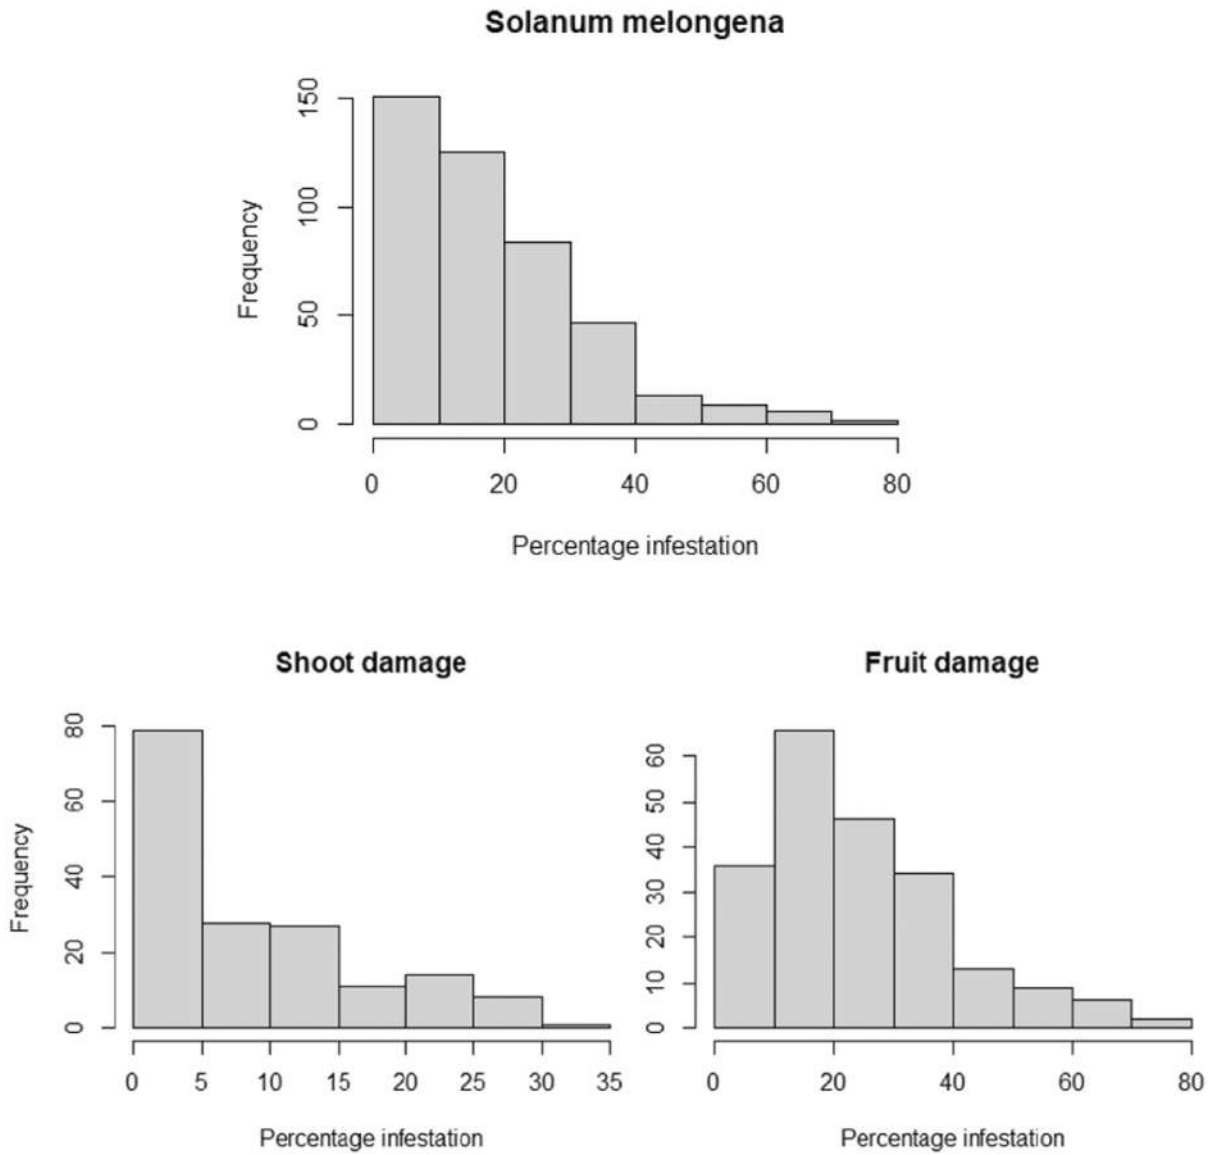 Solanum melongena
150
100
50
0
Frequency
0 20 40 60 80
Percentage infestation
Shoot damage
80
60
40
20
0
Frequency
0 5 10 15 20 25 30 35
Percentage infestation
Fruit damage
60
50
40
30
20
10
0
0 20 40 60 80
Percentage infestation